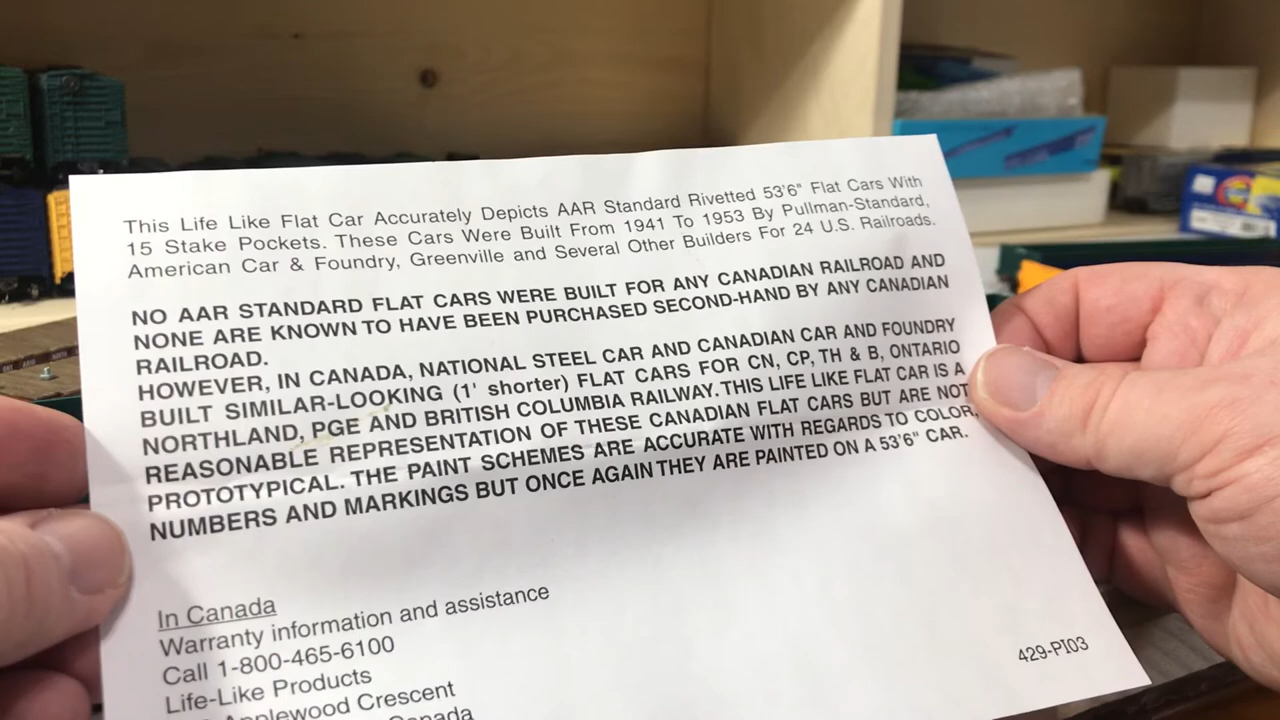 This Life Like Flat Car Accurately Depicts AAR Standard Rivetted 53'6" Flat Cars With
15 Stake Pockets. These Cars Were Built From 1941 To 1953 By Pullman-Standard,
American Car & Foundry, Greenville and Several Other Builders For 24 U.S. Railroads.
NO AAR STANDARD FLAT CARS WERE BUILT FOR ANY CANADIAN RAILROAD AND
NONE ARE KNOWN TO HAVE BEEN PURCHASED SECOND-HAND BY ANY CANADIAN
RAILROAD.
HOWEVER, IN CANADA, NATIONAL STEEL CAR AND CANADIAN CAR AND FOUNDRY
BUILT SIMILAR-LOOKING (1' shorter) FLAT CARS FOR CN, CP, TH & B, ONTARIO
NORTHLAND, PGE AND BRITISH COLUMBIA RAILWAY. THIS LIFE LIKE FLAT CAR IS A
REASONABLE REPRESENTATION OF THESE CANADIAN FLAT CARS BUT ARE NOT
PROTOTYPICAL. THE PAINT SCHEMES ARE ACCURATE WITH REGARDS TO COLOR,
NUMBERS AND MARKINGS BUT ONCE AGAIN THEY ARE PAINTED ON A 53'6" CAR.
In Canada
Warranty information and assistance
Call 1-800-465-6100
Life-Like Products
Applewood Crescent
Canada
429-PI03